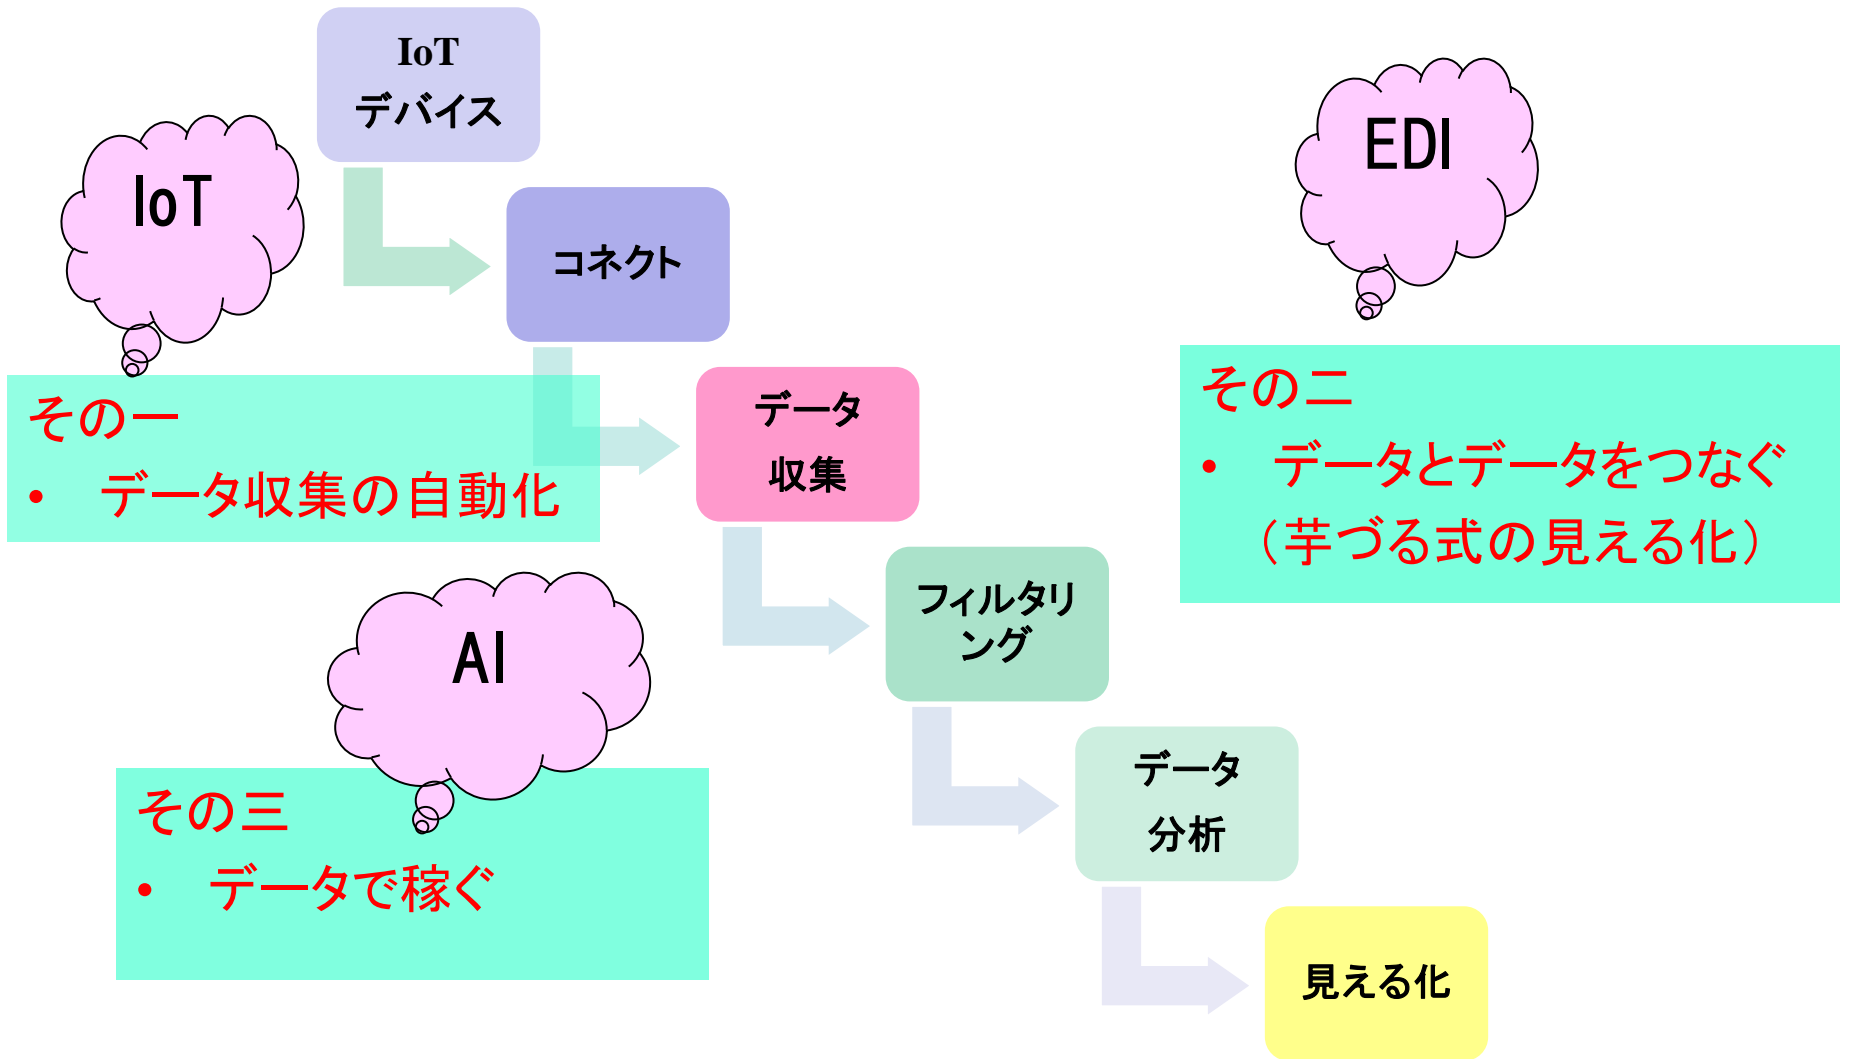 IoT
デバイス
IoT
コネクト
EDI
その一
• データ収集の自動化
データ
収集
その二
• データとデータをつなぐ
（芋づる式の見える化）
フィルタリ
ング
AI
その三
• データで稼ぐ
データ
分析
見える化